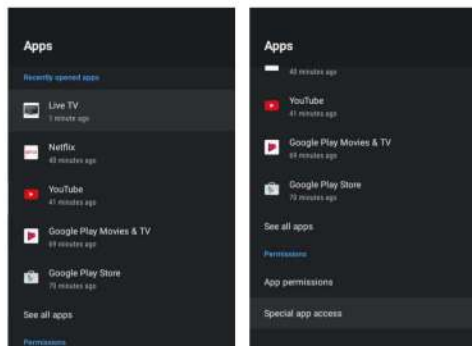 Apps
Recently opened apps
Live TV
1 minute ago
Netflix
40 minutes ago
YouTube
41 minutes ago
Google Play Movies & TV
69 minutes ago
Google Play Store
70 minutes ago
See all apps
Permissions
Apps
40 minutes ago
YouTube
41 minutes ago
Google Play Movies & TV
69 minutes ago
Google Play Store
70 minutes ago
See all apps
Permissions
App permissions
Special app access